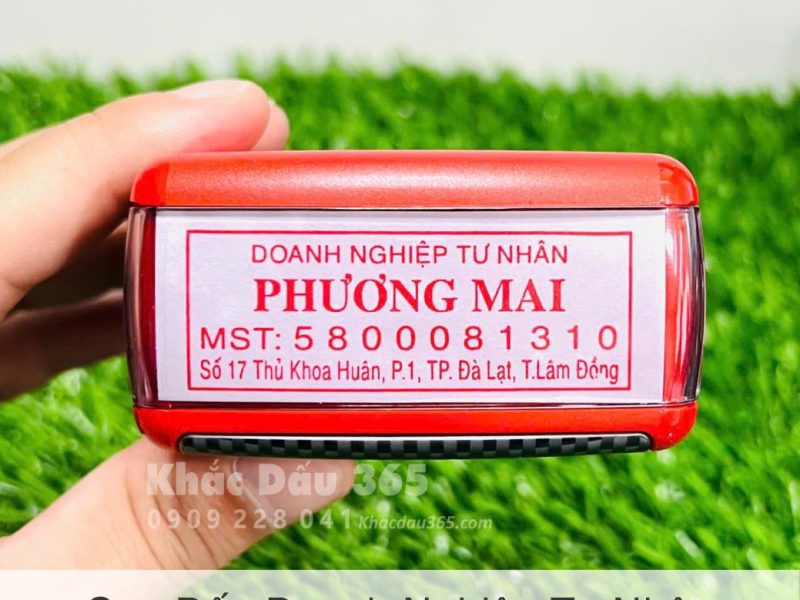 DOANH NGHIỆP TƯ NHÂN
PHƯƠNG MAI
MST: 5800081310
Số 17 Thủ Khoa Huân, P.1, TP. Đà Lạt, T.Lâm Đồng
Khắc Dấu 365
0909 228 041 Khacdau365.com